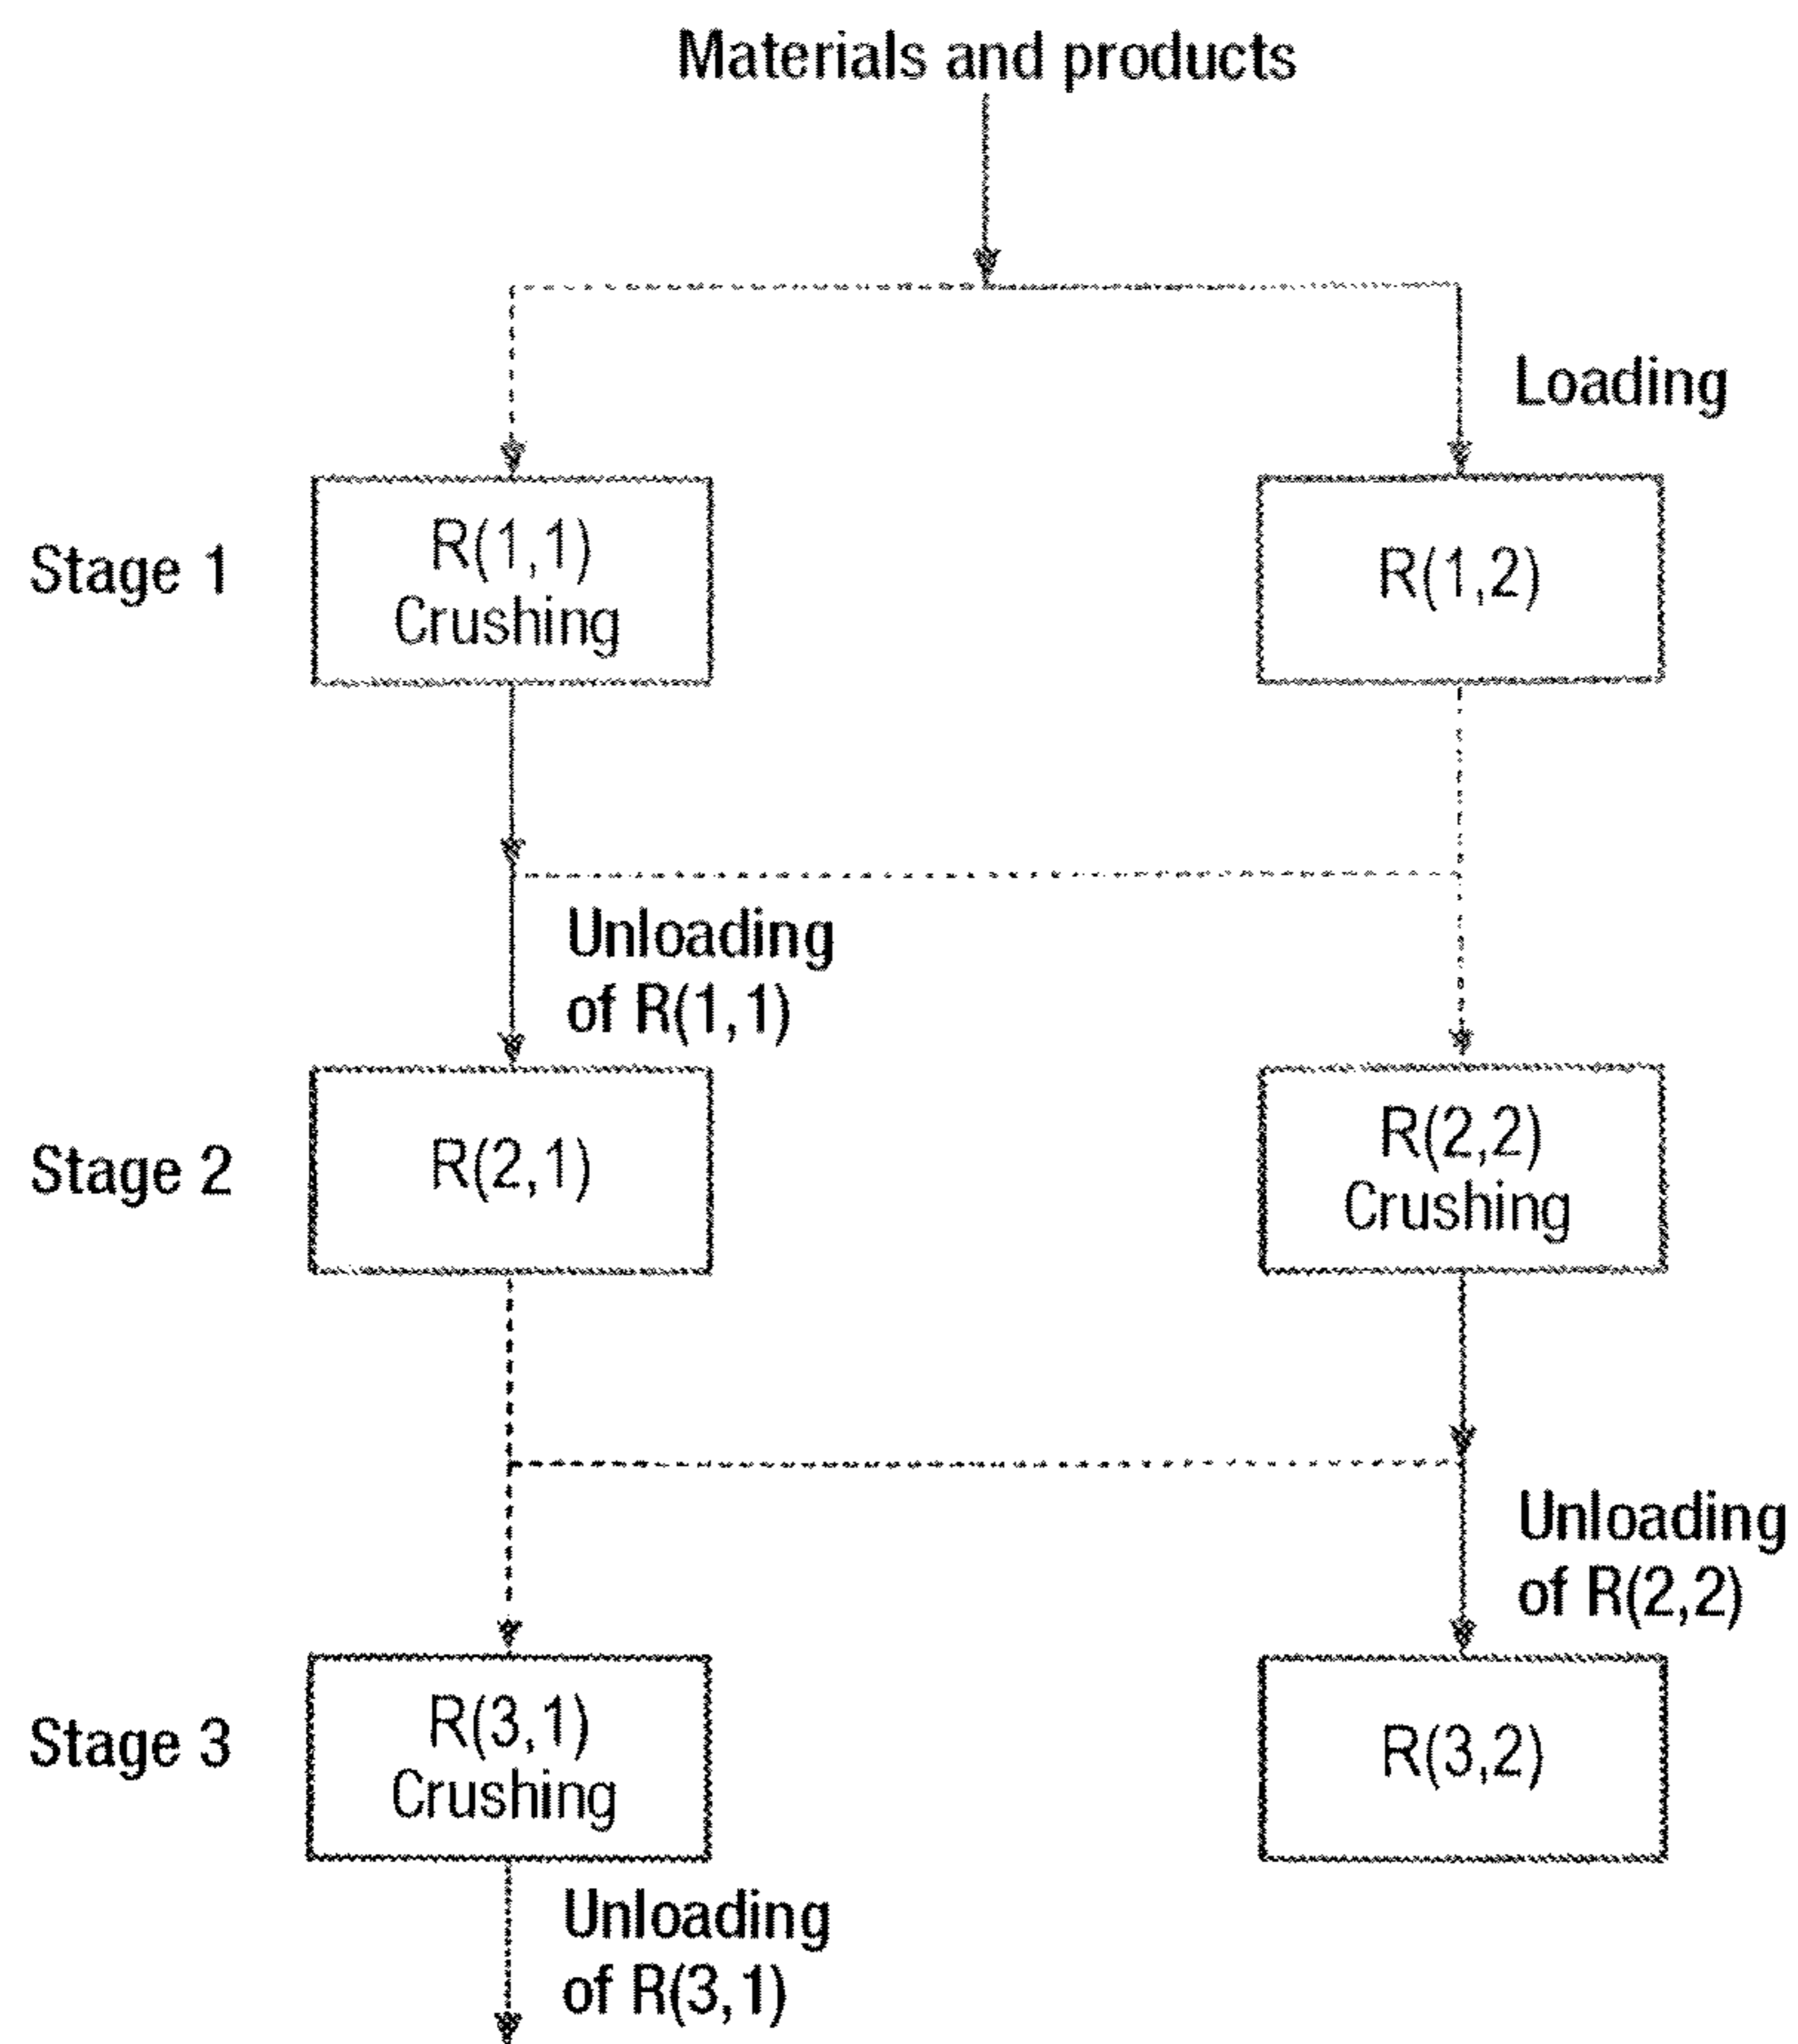 Materials and products
Loading
Stage 1
R(1,1)
Crushing
R(1,2)
Unloading
of R(1,1)
Stage 2
R(2,1)
R(2,2)
Crushing
Unloading
of R(2,2)
Stage 3
R(3,1)
Crushing
R(3,2)
Unloading
of R(3,1)